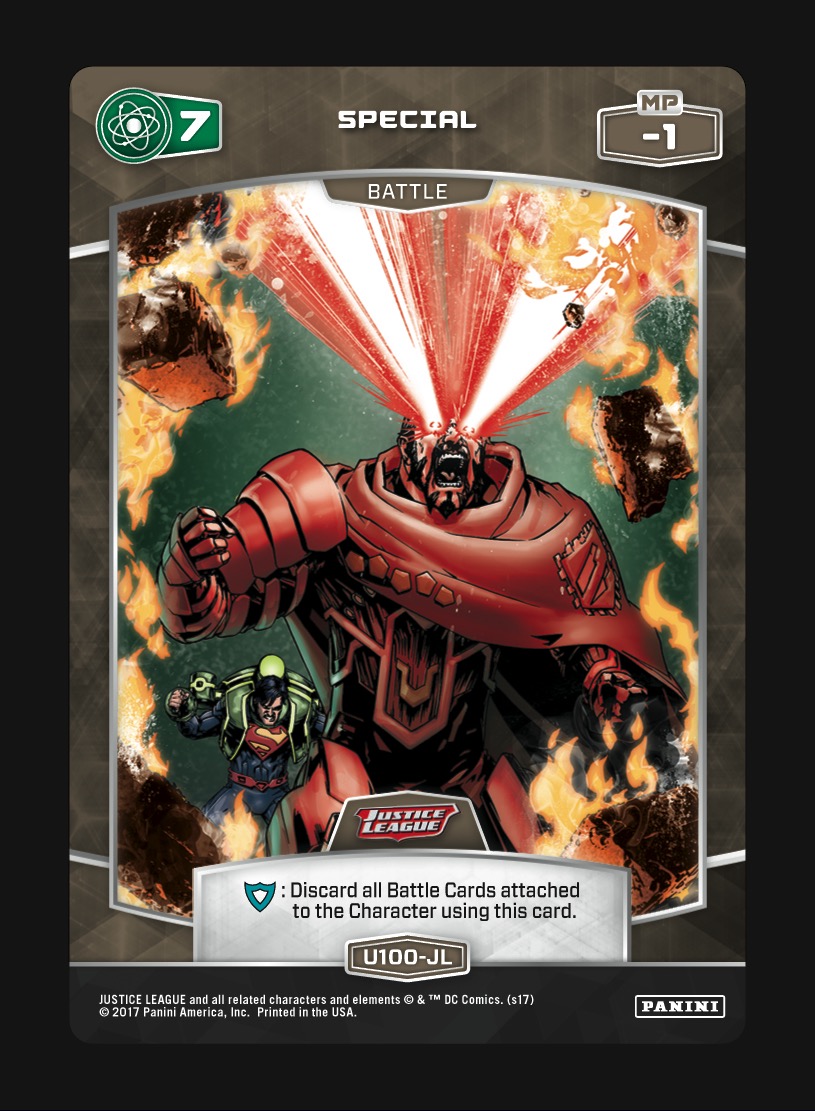 7
SPECIAL
MP
-1
BATTLE
JUSTICE
LEAGUE
: Discard all Battle Cards attached
to the Character using this card.
U100-JL
JUSTICE LEAGUE and all related characters and elements © & ™ DC Comics. (s17)
© 2017 Panini America, Inc. Printed in the USA.
PANINI